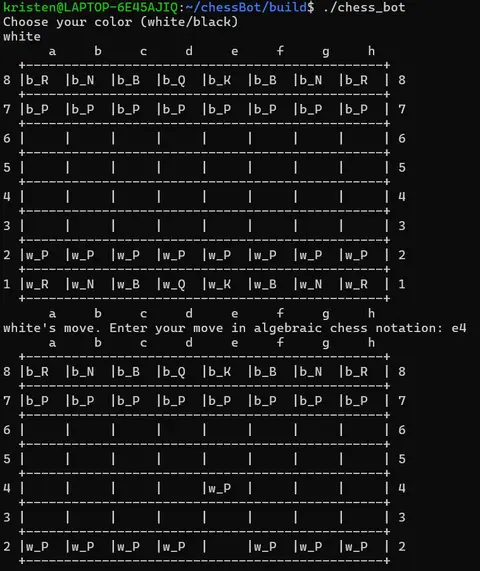 kristen@LAPTOP-6E45AJIQ:~/chessBot/build$ ./chess_bot
Choose your color (white/black)
white
      a     b     c     d     e     f     g     h
  +-----------------------------------------------+
8 |b_R  |b_N  |b_B  |b_Q  |b_K  |b_B  |b_N  |b_R  | 8
  +-----------------------------------------------+
7 |b_P  |b_P  |b_P  |b_P  |b_P  |b_P  |b_P  |b_P  | 7
  +-----------------------------------------------+
6 |     |     |     |     |     |     |     |     | 6
  +-----------------------------------------------+
5 |     |     |     |     |     |     |     |     | 5
  +-----------------------------------------------+
4 |     |     |     |     |     |     |     |     | 4
  +-----------------------------------------------+
3 |     |     |     |     |     |     |     |     | 3
  +-----------------------------------------------+
2 |w_P  |w_P  |w_P  |w_P  |w_P  |w_P  |w_P  |w_P  | 2
  +-----------------------------------------------+
1 |w_R  |w_N  |w_B  |w_Q  |w_K  |w_B  |w_N  |w_R  | 1
  +-----------------------------------------------+
      a     b     c     d     e     f     g     h
white's move. Enter your move in algebraic chess notation: e4
      a     b     c     d     e     f     g     h
  +-----------------------------------------------+
8 |b_R  |b_N  |b_B  |b_Q  |b_K  |b_B  |b_N  |b_R  | 8
  +-----------------------------------------------+
7 |b_P  |b_P  |b_P  |b_P  |b_P  |b_P  |b_P  |b_P  | 7
  +-----------------------------------------------+
6 |     |     |     |     |     |     |     |     | 6
  +-----------------------------------------------+
5 |     |     |     |     |     |     |     |     | 5
  +-----------------------------------------------+
4 |     |     |     |     |w_P  |     |     |     | 4
  +-----------------------------------------------+
3 |     |     |     |     |     |     |     |     | 3
  +-----------------------------------------------+
2 |w_P  |w_P  |w_P  |w_P  |     |w_P  |w_P  |w_P  | 2
  +-----------------------------------------------+